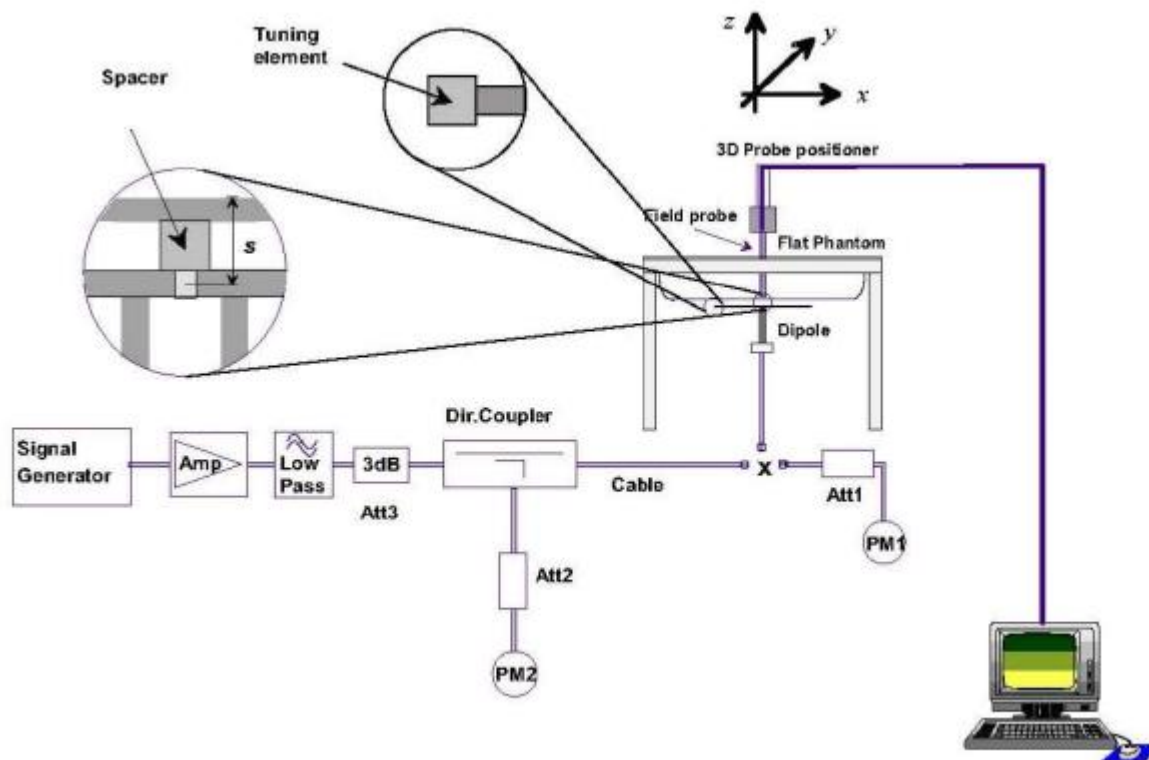 Tuning
element
Spacer
s
z
y
x
3D Probe positioner
Field probe
Flat Phantom
Dipole
Signal
Generator
Amp
Low
Pass
3dB
Att3
Dir.Coupler
Cable
x
Att1
PM1
Att2
PM2